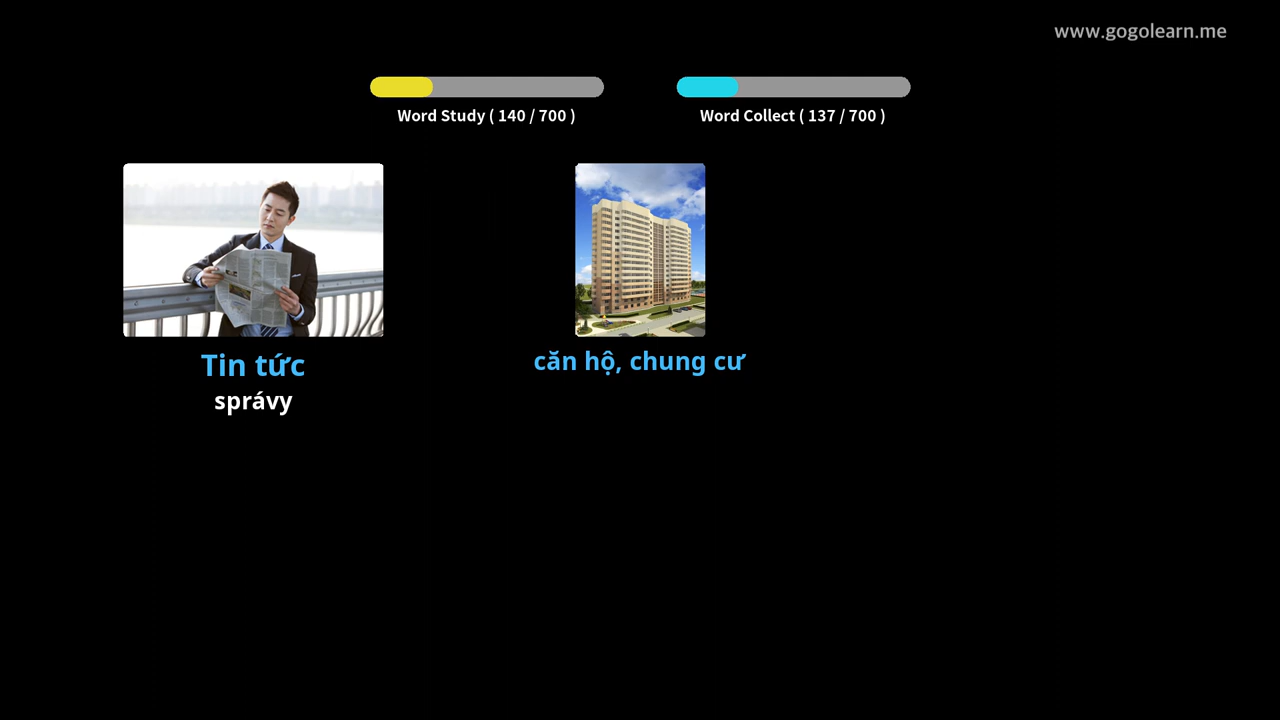 www.gogolearn.me
Word Study ( 140 / 700 )
Word Collect ( 137 / 700 )
Tin tức
správy
căn hộ, chung cư